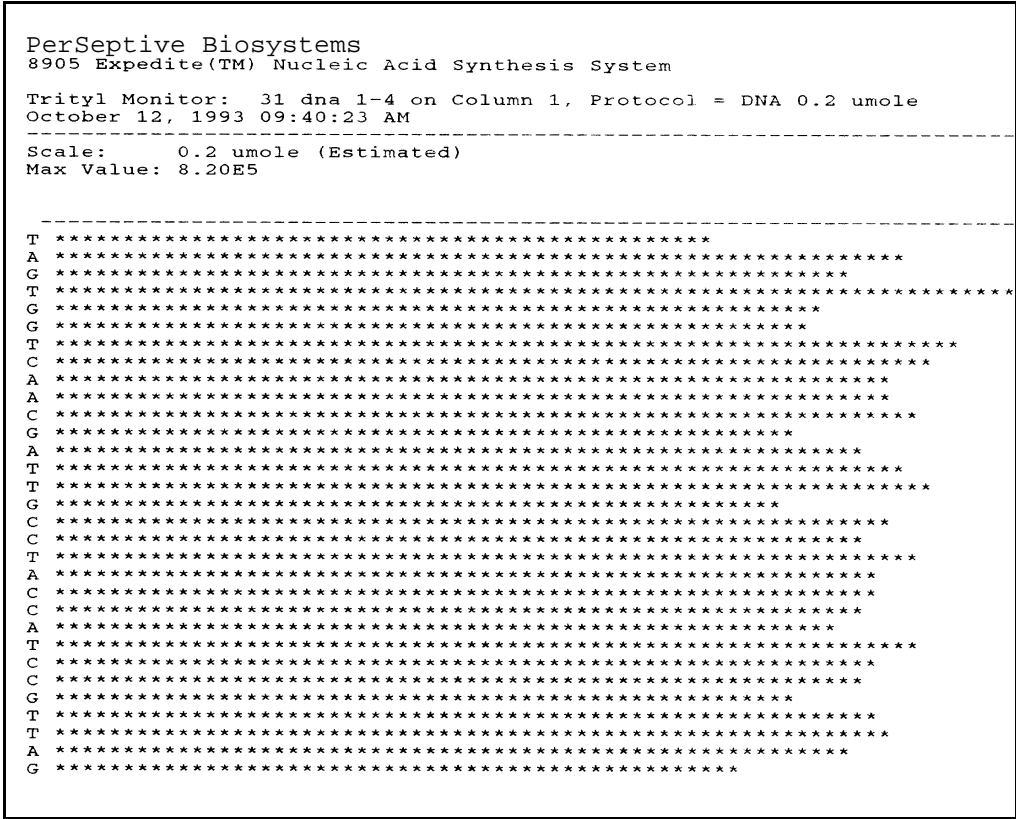 PerSeptive Biosystems
8905 Expedite(TM) Nucleic Acid Synthesis System
Trityl Monitor: 31 dna 1-4 on Column 1, Protocol = DNA 0.2 umole
October 12, 1993 09:40:23 AM
Scale: 0.2 umole (Estimated)
Max Value: 8.20E5
T ************************************************
A **************************************************************
G **********************************************************
T **********************************************************************
G ********************************************************
G *******************************************************
T ******************************************************************
C ****************************************************************
A *************************************************************
A *************************************************************
C ***************************************************************
G ******************************************************
A ***********************************************************
T **************************************************************
T ****************************************************************
G *****************************************************
C *************************************************************
C ***********************************************************
T ***************************************************************
A ************************************************************
C ************************************************************
C ***********************************************************
A *********************************************************
T ***************************************************************
C ************************************************************
C ***********************************************************
G ******************************************************
T ************************************************************
T *************************************************************
A **********************************************************
G **************************************************